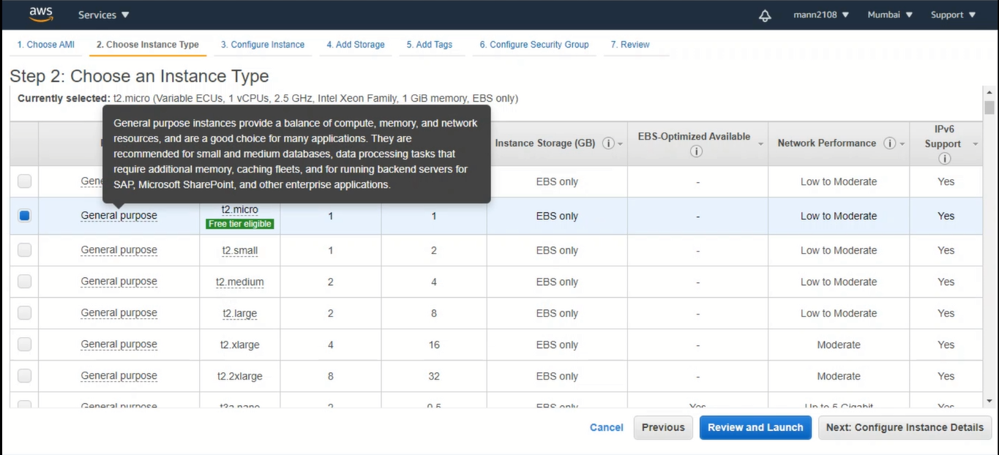 aws
Services
mann2108
Mumbai
Support
1. Choose AMI
2. Choose Instance Type
3. Configure Instance
4. Add Storage
5. Add Tags
6. Configure Security Group
7. Review
Step 2: Choose an Instance Type
Currently selected: t2.micro (Variable ECUs, 1 vCPUs, 2.5 GHz, Intel Xeon Family, 1 GiB memory, EBS only)
General purpose instances provide a balance of compute, memory, and network
resources, and are a good choice for many applications. They are
recommended for small and medium databases, data processing tasks that
require additional memory, caching fleets, and for running backend servers for
SAP, Microsoft SharePoint, and other enterprise applications.
Instance Storage (GB)
EBS-Optimized Available
Network Performance
IPv6
Support
EBS only - Low to Moderate Yes
General purpose t2.micro 1 1 EBS only - Low to Moderate Yes
Free tier eligible
General purpose t2.small 1 2 EBS only - Low to Moderate Yes
General purpose t2.medium 2 4 EBS only - Low to Moderate Yes
General purpose t2.large 2 8 EBS only - Low to Moderate Yes
General purpose t2.xlarge 4 16 EBS only - Moderate Yes
General purpose t2.2xlarge 8 32 EBS only - Moderate Yes
General purpose t3a.nano 2 0.5 EBS only Yes Up to 5 Gigabit Yes
Cancel
Previous
Review and Launch
Next: Configure Instance Details